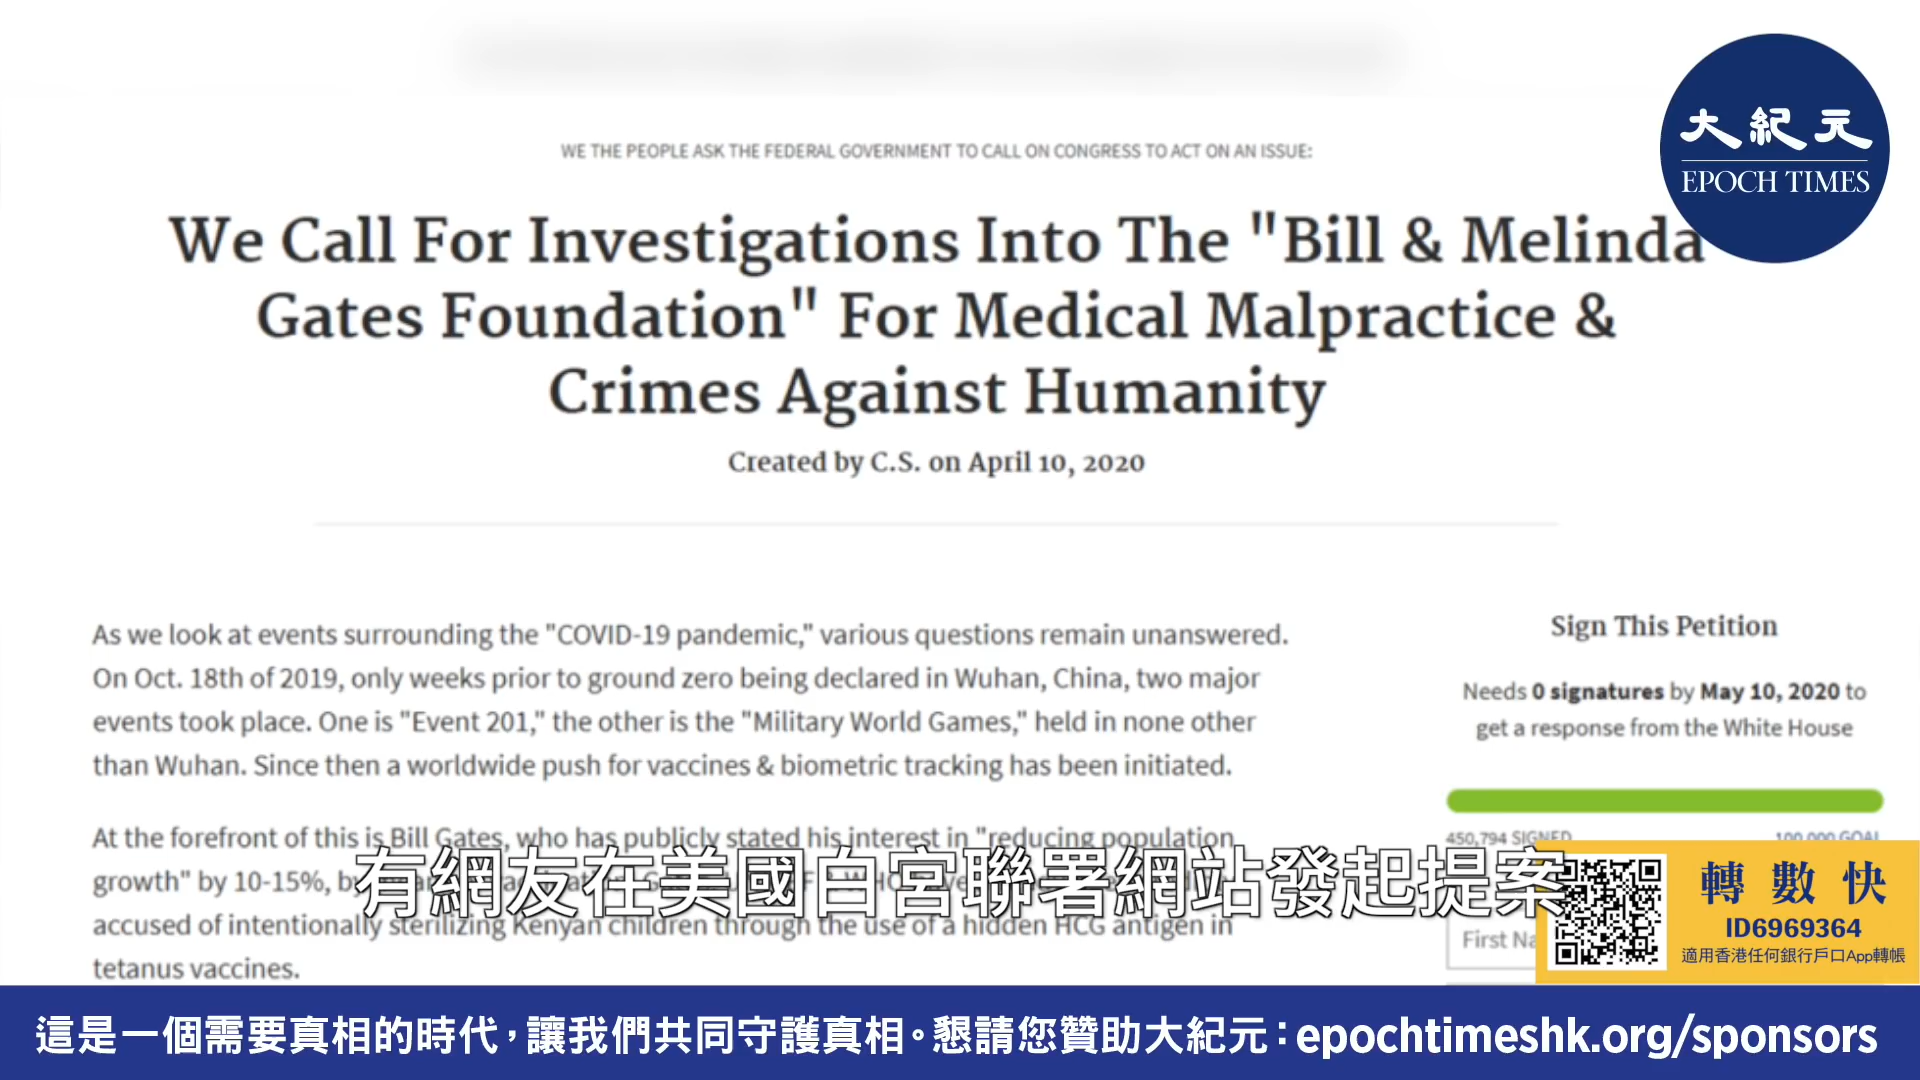 大紀元
EPOCH TIMES
WE THE PEOPLE ASK THE FEDERAL GOVERNMENT TO CALL ON CONGRESS TO ACT ON AN ISSUE:
We Call For Investigations Into The "Bill & Melinda
Gates Foundation" For Medical Malpractice &
Crimes Against Humanity
Created by C.S. on April 10, 2020
As we look at events surrounding the "COVID-19 pandemic," various questions remain unanswered.
On Oct. 18th of 2019, only weeks prior to ground zero being declared in Wuhan, China, two major
events took place. One is "Event 201," the other is the "Military World Games," held in none other
than Wuhan. Since then a worldwide push for vaccines & biometric tracking has been initiated.
At the forefront of this is Bill Gates, who has publicly stated his interest in "reducing population
growth" by 10-15%, by
accused of intentionally sterilizing Kenyan children through the use of a hidden HCG antigen in
tetanus vaccines.
Sign This Petition
Needs 0 signatures by May 10, 2020 to
get a response from the White House
450,794 SIGNED
100,000 GOAL
First Na
有網友在美國白宮聯署網站發起提案
轉數快
ID6969364
適用香港任何銀行戶口App轉帳
這是一個需要真相的時代，讓我們共同守護真相。懇請您贊助大紀元：epochtimeshk.org/sponsors